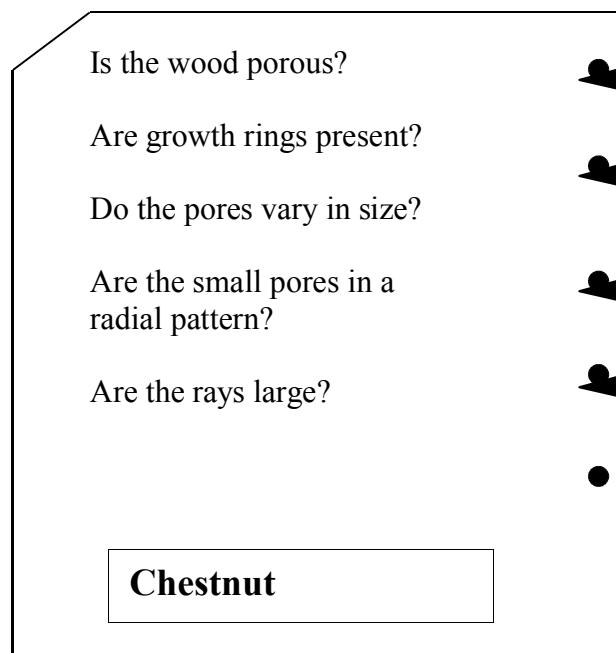 Is the wood porous?
Are growth rings present?
Do the pores vary in size?
Are the small pores in a
radial pattern?
Are the rays large?
Chestnut